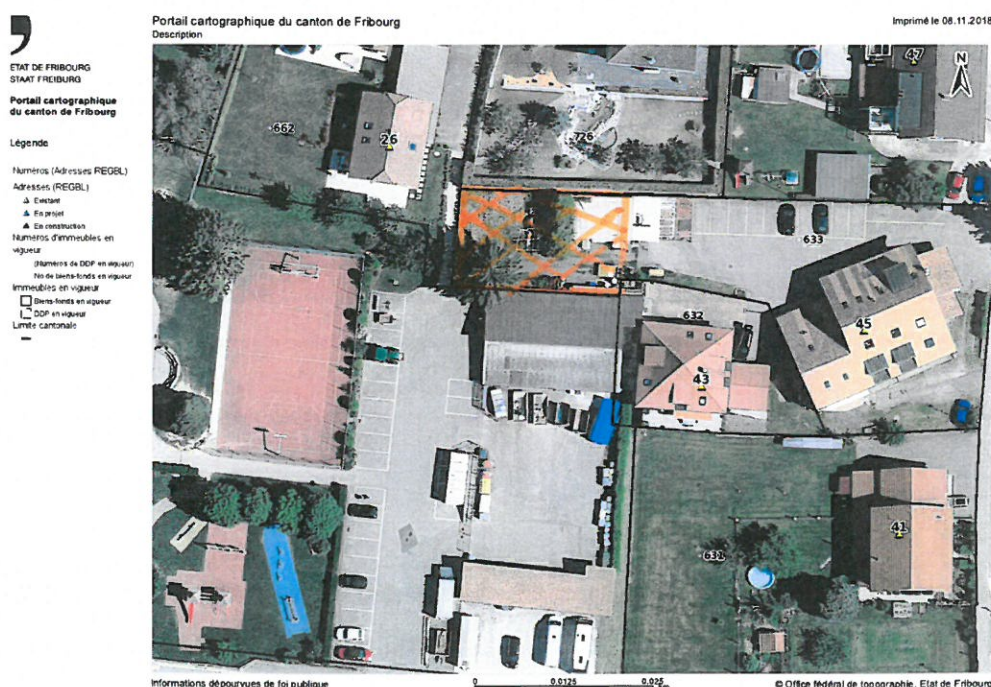 Portail cartographique du canton de Fribourg
Description
Imprimé le 08.11.2018
ETAT DE FRIBOURG
STAAT FREIBURG
Portail cartographique
du canton de Fribourg
Légende
Numéros (Adresses REGBL)
Adresses (REGBL)
Existant
En projet
En construction
Numéros d'immeubles en
vigueur
(Numéros de DDP en vigueur)
No de biens-fonds en vigueur
Immeubles en vigueur
Biens-fonds en vigueur
DDP en vigueur
Limite cantonale
N
47
662
26
726
633
632
45
43
41
631
0
0.0125
0.025
Informations dépourvues de foi publique
© Office fédéral de topographie, Etat de Fribourg